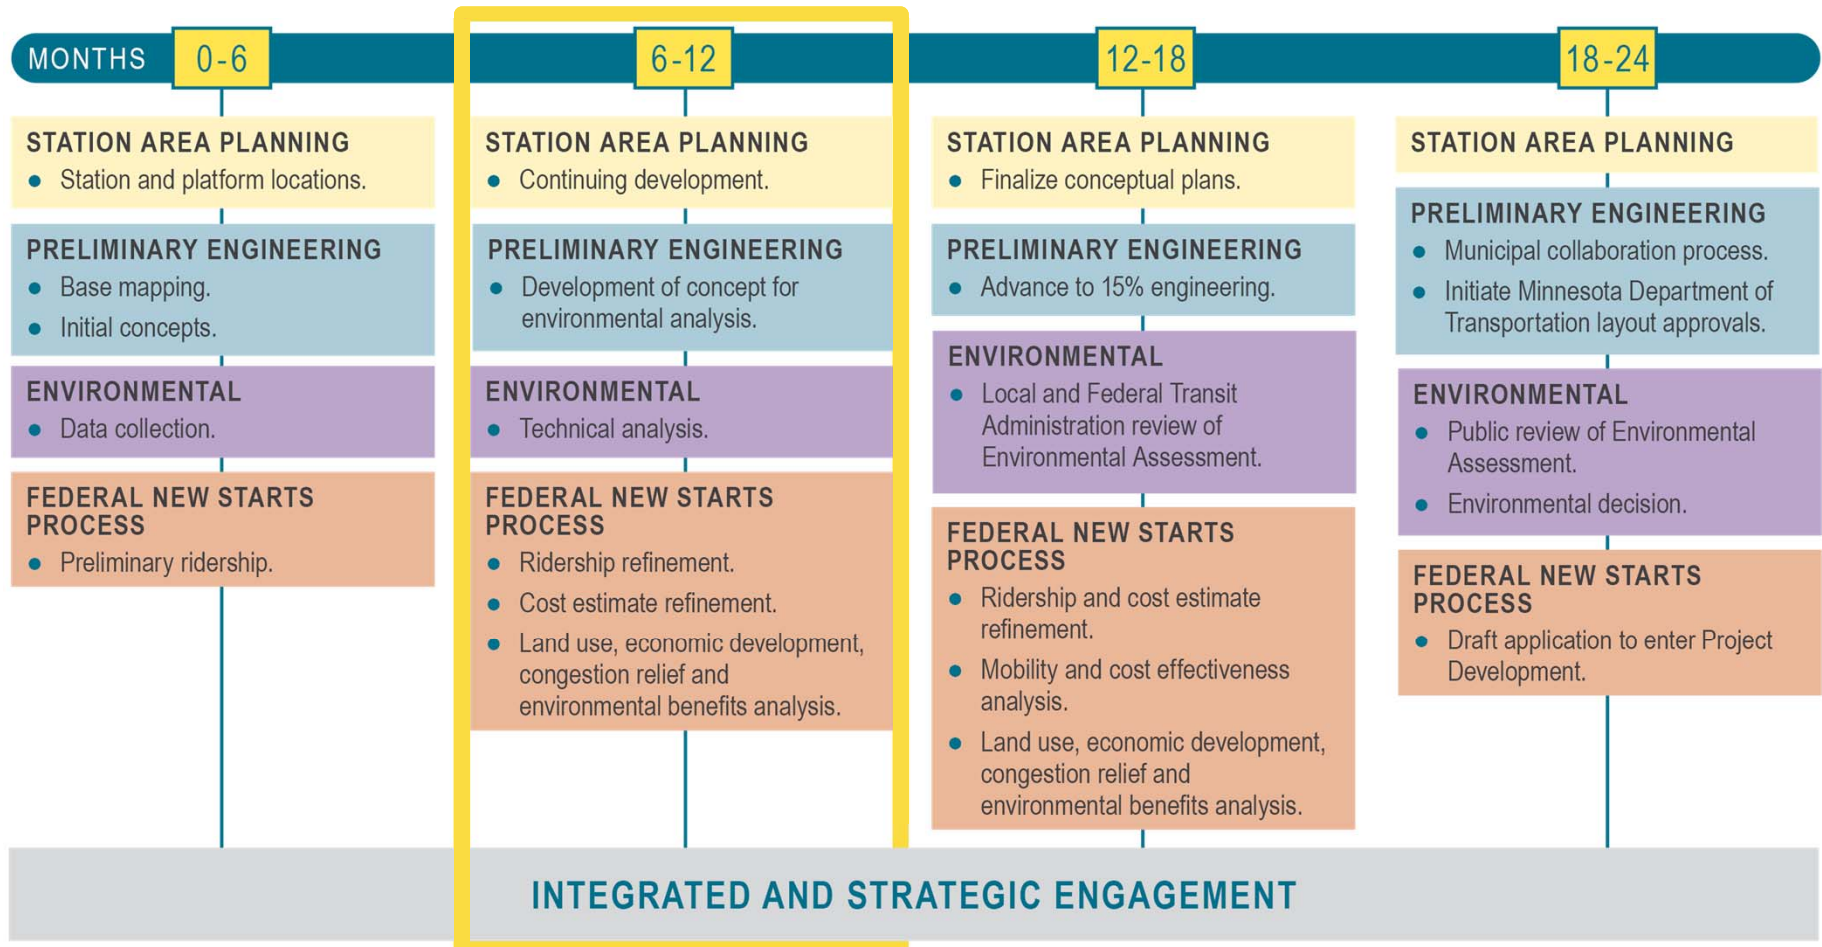 MONTHS 0-6 6-12 12-18 18-24
STATION AREA PLANNING
• Station and platform locations.
PRELIMINARY ENGINEERING
• Base mapping.
• Initial concepts.
ENVIRONMENTAL
• Data collection.
FEDERAL NEW STARTS
PROCESS
• Preliminary ridership.
STATION AREA PLANNING
• Continuing development.
PRELIMINARY ENGINEERING
• Development of concept for
environmental analysis.
ENVIRONMENTAL
• Technical analysis.
FEDERAL NEW STARTS
PROCESS
• Ridership refinement.
• Cost estimate refinement.
• Land use, economic development,
congestion relief and
environmental benefits analysis.
STATION AREA PLANNING
• Finalize conceptual plans.
PRELIMINARY ENGINEERING
• Advance to 15% engineering.
ENVIRONMENTAL
• Local and Federal Transit
Administration review of
Environmental Assessment.
FEDERAL NEW STARTS
PROCESS
• Ridership and cost estimate
refinement.
• Mobility and cost effectiveness
analysis.
• Land use, economic development,
congestion relief and
environmental benefits analysis.
STATION AREA PLANNING
PRELIMINARY ENGINEERING
• Municipal collaboration process.
• Initiate Minnesota Department of
Transportation layout approvals.
ENVIRONMENTAL
• Public review of Environmental
Assessment.
• Environmental decision.
FEDERAL NEW STARTS
PROCESS
• Draft application to enter Project
Development.
INTEGRATED AND STRATEGIC ENGAGEMENT